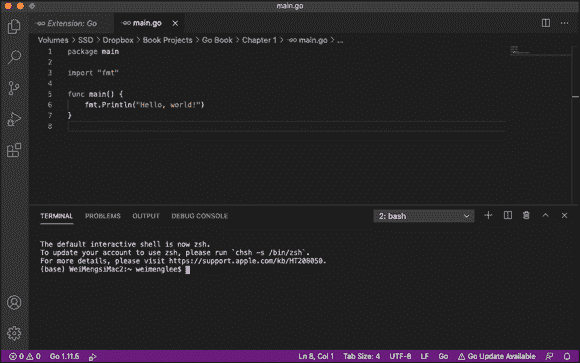 main.go
Extension: Go
main.go
Volumes > SSD > Dropbox > Book Projects > Go Book > Chapter 1 > main.go > ...
1 package main
2
3 import "fmt"
4
5 func main() {
6 fmt.Println("Hello, world!")
7 }
8
TERMINAL PROBLEMS OUTPUT DEBUG CONSOLE 2: bash
The default interactive shell is now zsh.
To update your account to use zsh, please run `chsh -s /bin/zsh`.
For more details, please visit https://support.apple.com/kb/HT208050.
(base) WeiMengsiMac2:~ weimenglee$
0 0 Go 1.11.5 Ln 8, Col 1 Tab Size: 4 UTF-8 LF Go Go Update Available